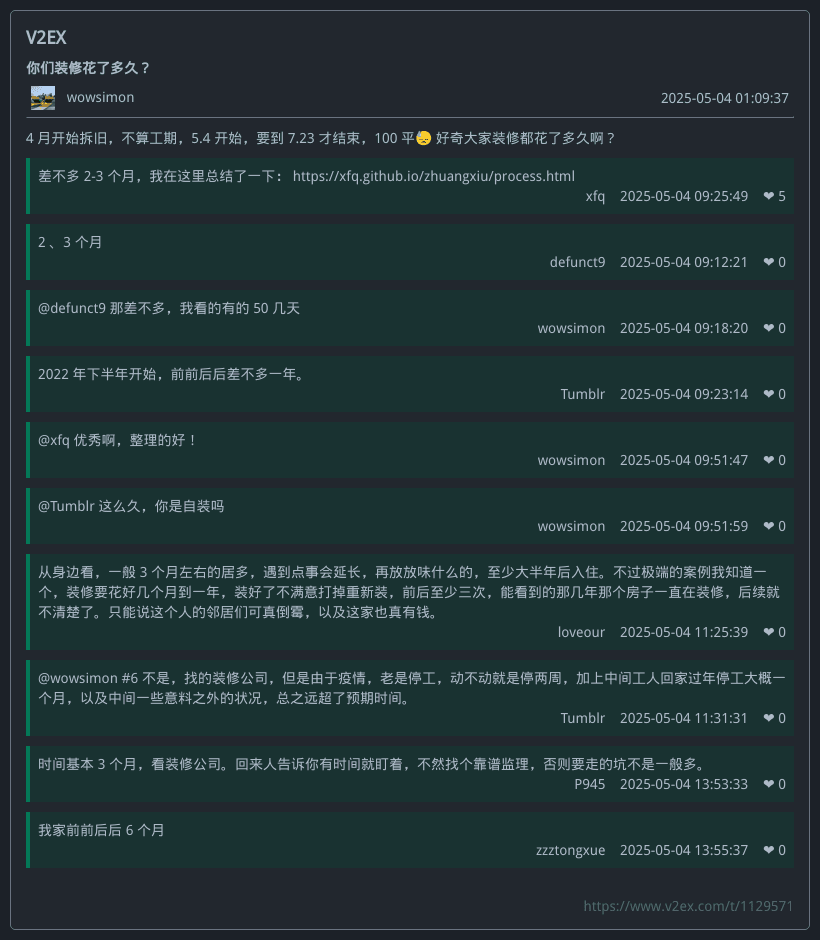 V2EX
你们装修花了多久？
wowsimon 2025-05-04 01:09:37
4 月开始拆旧，不算工期，5.4 开始，要到 7.23 才结束，100 平😓 好奇大家装修都花了多久啊？
差不多 2-3 个月，我在这里总结了一下： https://xfq.github.io/zhuangxiu/process.html
xfq 2025-05-04 09:25:49 ❤ 5
2 、3 个月
defunct9 2025-05-04 09:12:21 ❤ 0
@defunct9 那差不多，我看的有的 50 几天
wowsimon 2025-05-04 09:18:20 ❤ 0
2022 年下半年开始，前前后后差不多一年。
Tumblr 2025-05-04 09:23:14 ❤ 0
@xfq 优秀啊，整理的好！
wowsimon 2025-05-04 09:51:47 ❤ 0
@Tumblr 这么久，你是自装吗
wowsimon 2025-05-04 09:51:59 ❤ 0
从身边看，一般 3 个月左右的居多，遇到点事会延长，再放放味什么的，至少大半年后入住。不过极端的案例我知道一
个，装修要花好几个月到一年，装好了不满意打掉重新装，前后至少三次，能看到的那几年那个房子一直在装修，后续就
不清楚了。只能说这个人的邻居们可真倒霉，以及这家也真有钱。
loveour 2025-05-04 11:25:39 ❤ 0
@wowsimon #6 不是，找的装修公司，但是由于疫情，老是停工，动不动就是停两周，加上中间工人回家过年停工大概一
个月，以及中间一些意料之外的状况，总之远超了预期时间。
Tumblr 2025-05-04 11:31:31 ❤ 0
时间基本 3 个月，看装修公司。回来人告诉你有时间就盯着，不然找个靠谱监理，否则要走的坑不是一般多。
P945 2025-05-04 13:53:33 ❤ 0
我家前前后后 6 个月
zzztongxue 2025-05-04 13:55:37 ❤ 0
https://www.v2ex.com/t/1129571